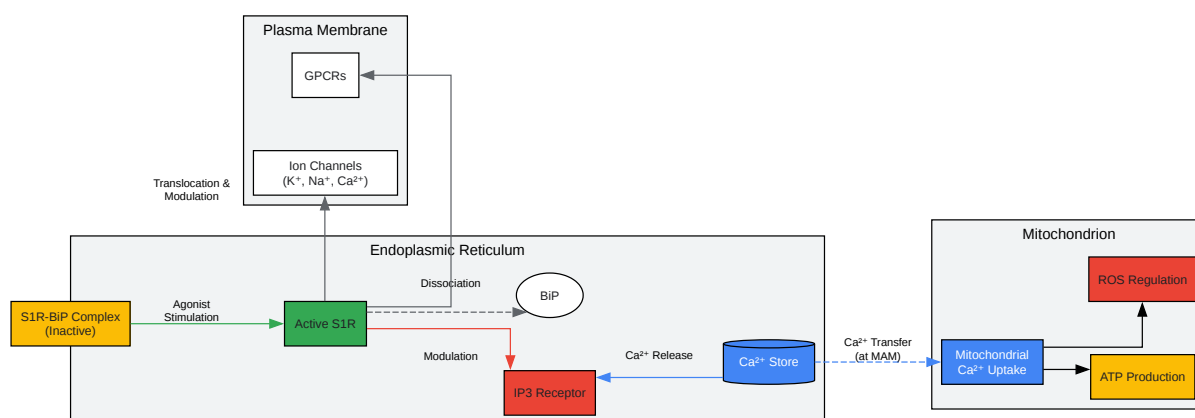 Plasma Membrane
GPCRs
Ion Channels
(K⁺, Na⁺, Ca²⁺)
Translocation &
Modulation
Endoplasmic Reticulum
Dissociation
BiP
S1R-BiP Complex
(Inactive)
Agonist
Stimulation
Active S1R
Modulation
IP3 Receptor
Ca²⁺ Release
Ca²⁺ Store
Ca²⁺ Transfer
(at MAM)
Mitochondrion
ROS Regulation
Mitochondrial
Ca²⁺ Uptake
ATP Production